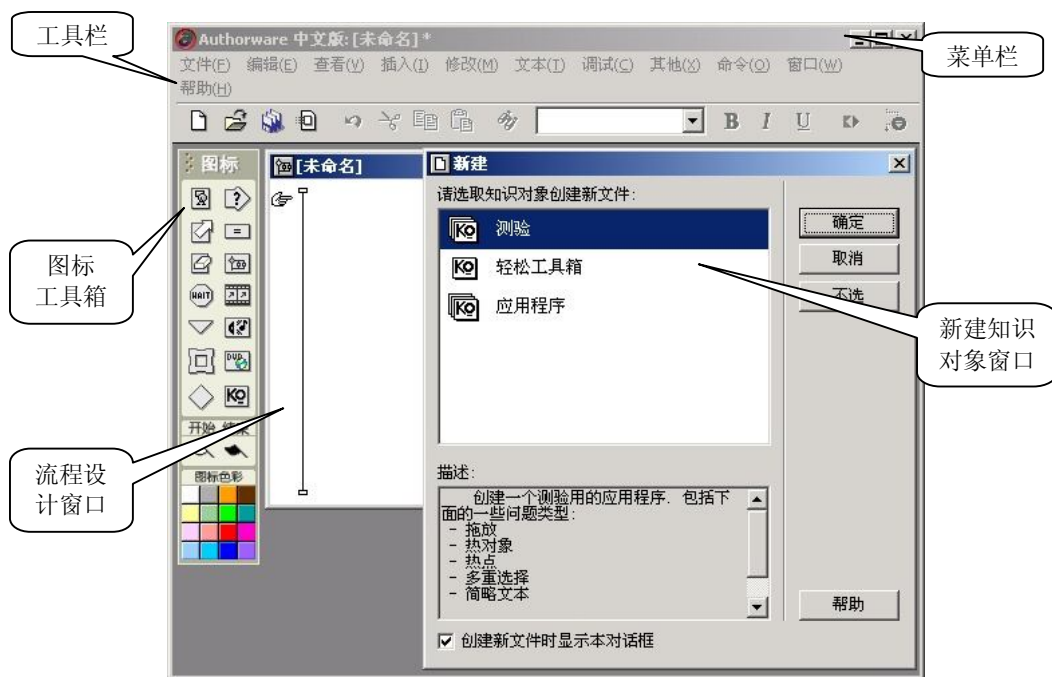 工具栏
Authorware 中文版:[未命名]*
菜单栏
文件(F) 编辑(E) 查看(V) 插入(I) 修改(M) 文本(T) 调试(C) 其他(X) 命令(O) 窗口(W)
帮助(H)
B I U
图标
[未命名]
新建
请选取知识对象创建新文件:
测验
轻松工具箱
应用程序
确定
取消
不选
图标
工具箱
WAIT
DVD
KO
新建知识
对象窗口
开始 结束
流程设
计窗口
图标色彩
描述:
创建一个测验用的应用程序. 包括下
面的一些问题类型:
- 拖放
- 热对象
- 热点
- 多重选择
- 简略文本
帮助
创建新文件时显示本对话框